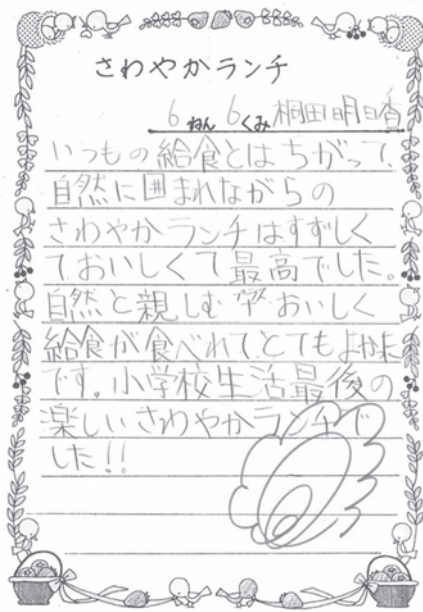 さわやかランチ
6ねん 6くみ 桐田明日香
いつもの給食とはちがって、
自然に囲まれながらの
さわやかランチはすずしく
ておいしくて最高でした。
自然と親しむ おいしく
給食が食べれてとてもよかった
です。小学校生活最後の
楽しいさわやかランチで
した!!